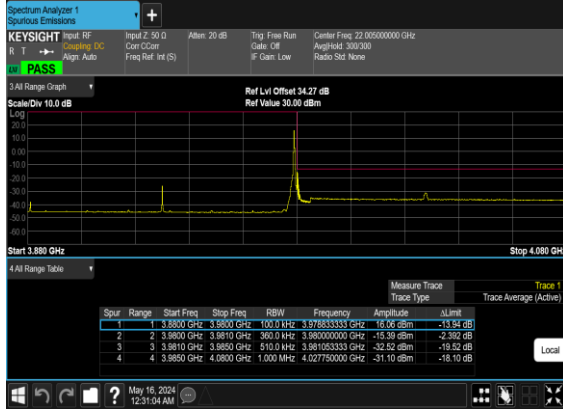 Spectrum Analyzer 1
Spurious Emissions
+
KEYSIGHT Input: RF Input Z: 50 Ω Atten: 20 dB Trig: Free Run Center Freq: 22.005000000 GHz
R T Coupling: DC Corr CCorr Gate: Off Avg|Hold: 300/300
Align: Auto Freq Ref: Int (S) IF Gain: Low Radio Std: None
PASS
3 All Range Graph Ref Lvl Offset 34.27 dB
Scale/Div 10.0 dB Ref Value 30.00 dBm
Log
20.0
10.0
0.00
-10.0
-20.0
-30.0
-40.0
-50.0
-60.0
Start 3.880 GHz Stop 4.080 GH
4 All Range Table
Measure Trace Trace 1
Trace Type Trace Average (Active)
Spur Range Start Freq Stop Freq RBW Frequency Amplitude ΔLimit
1 1 3.8800 GHz 3.9800 GHz 100.0 kHz 3.978833333 GHz 16.06 dBm -13.94 dB
2 2 3.9800 GHz 3.9810 GHz 360.0 kHz 3.980000000 GHz -15.39 dBm -2.392 dB
3 3 3.9810 GHz 3.9850 GHz 510.0 kHz 3.981053333 GHz -32.52 dBm -19.52 dB
4 4 3.9850 GHz 4.0800 GHz 1.000 MHz 4.027750000 GHz -31.10 dBm -18.10 dB
Local
? May 16, 2024
12:31:04 AM